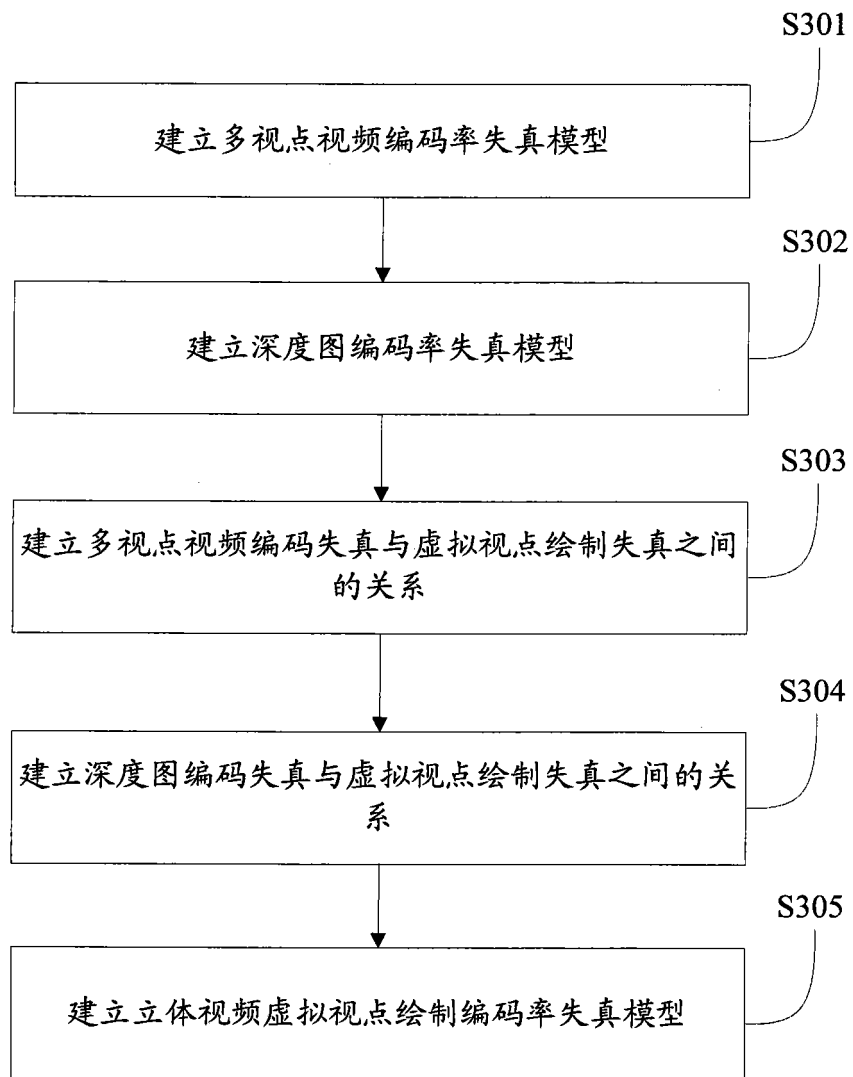 S301
建立多视点视频编码率失真模型
S302
建立深度图编码率失真模型
S303
建立多视点视频编码失真与虚拟视点绘制失真之间
的关系
S304
建立深度图编码失真与虚拟视点绘制失真之间的关
系
S305
建立立体视频虚拟视点绘制编码率失真模型